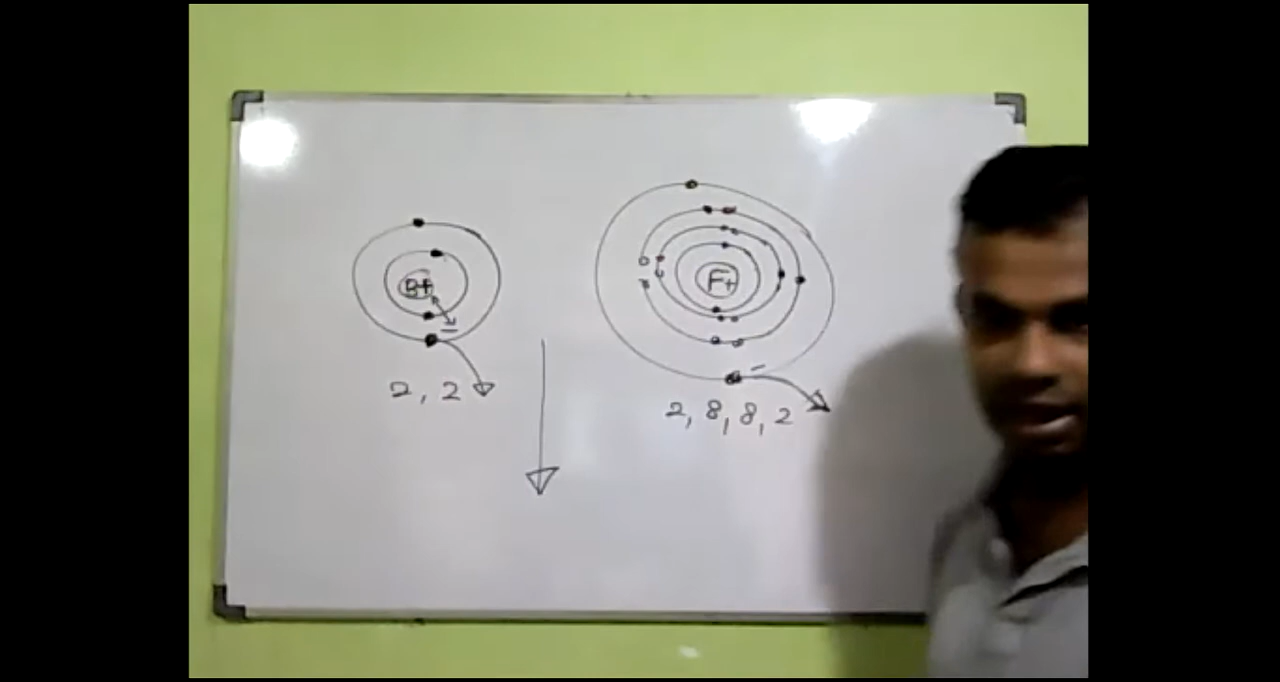 B+
F+
2, 2
2, 8, 8, 2